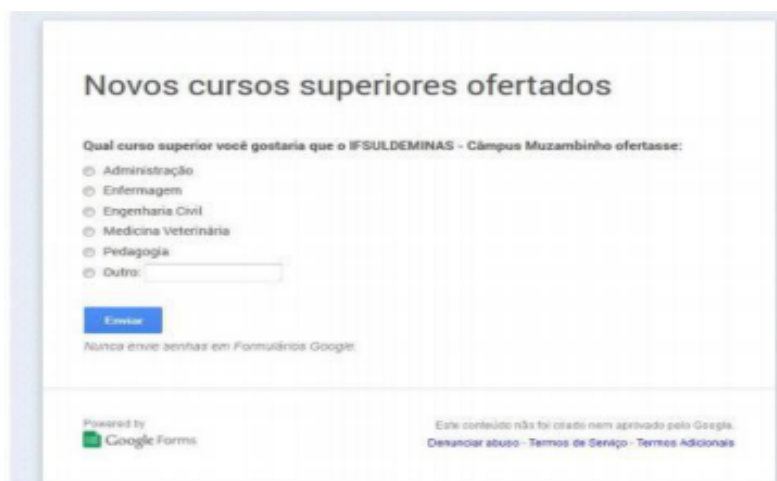 Novos cursos superiores ofertados
Qual curso superior você gostaria que o IFSULDEMINAS - Câmpus Muzambinho ofertasse:
Administração
Enfermagem
Engenharia Civil
Medicina Veterinária
Pedagogia
Outro:
Enviar
Nunca envie senhas em Formulários Google.
Powered by
Google Forms
Este conteúdo não foi criado nem aprovado pelo Google.
Denunciar abuso - Termos de Serviço - Termos Adicionais